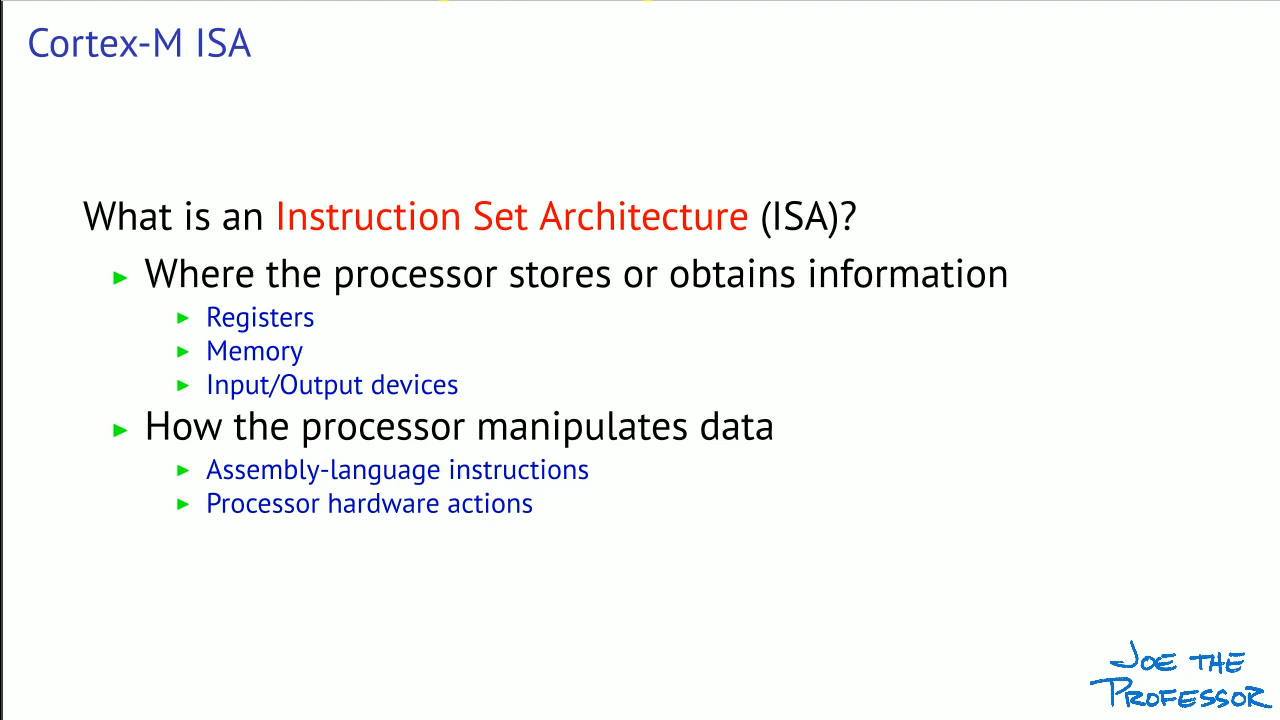 Cortex-M ISA
What is an Instruction Set Architecture (ISA)?
Where the processor stores or obtains information
Registers
Memory
Input/Output devices
How the processor manipulates data
Assembly-language instructions
Processor hardware actions
JOE THE
PROFESSOR